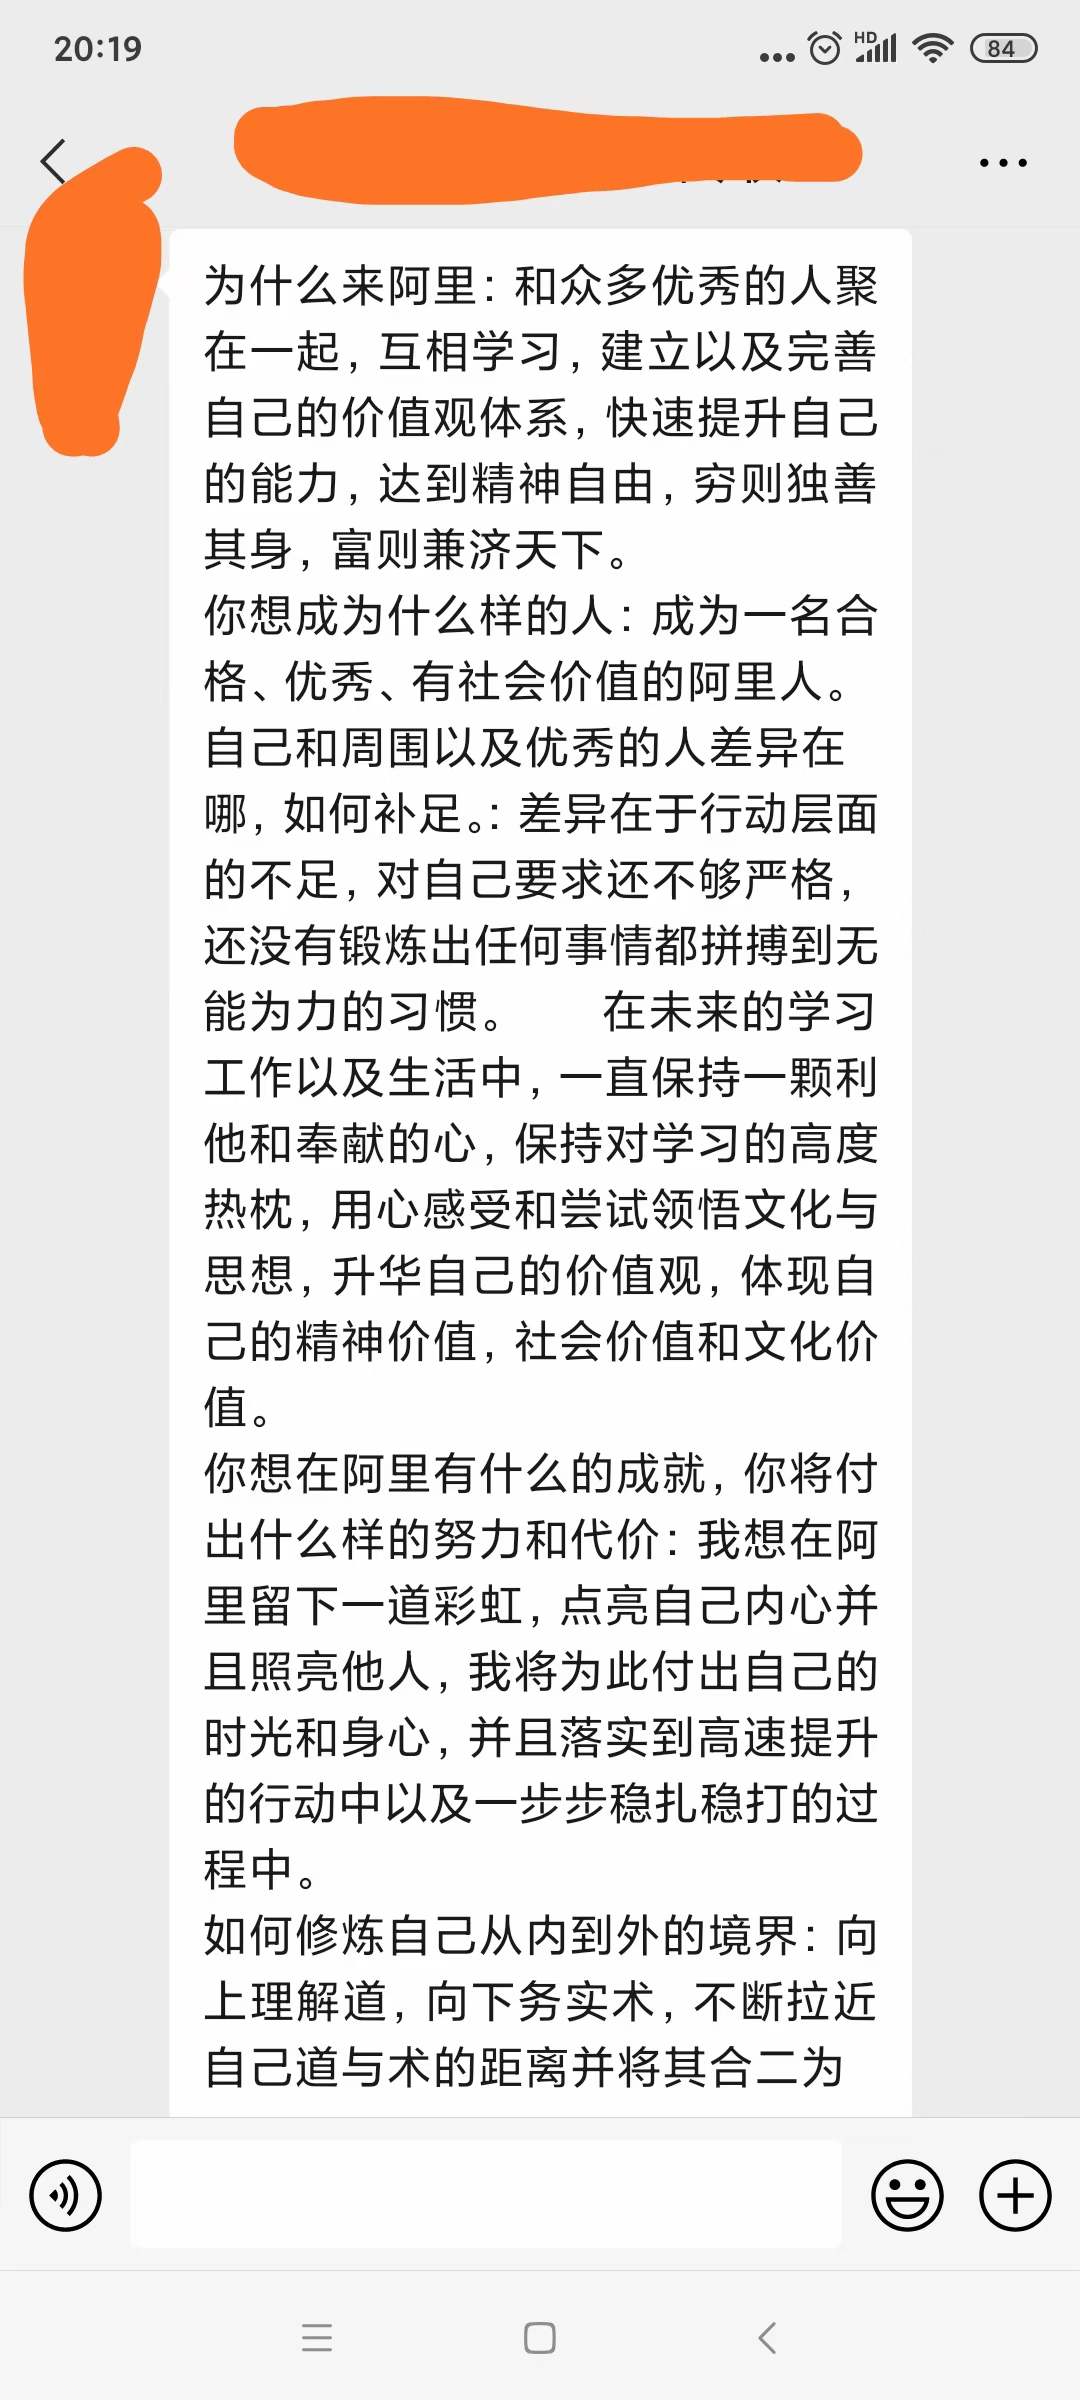 20:19
HD
84
为什么来阿里：和众多优秀的人聚
在一起，互相学习，建立以及完善
自己的价值观体系，快速提升自己
的能力，达到精神自由，穷则独善
其身，富则兼济天下。
你想成为什么样的人：成为一名合
格、优秀、有社会价值的阿里人。
自己和周围以及优秀的人差异在
哪，如何补足。：差异在于行动层面
的不足，对自己要求还不够严格，
还没有锻炼出任何事情都拼搏到无
能为力的习惯。　　在未来的学习
工作以及生活中，一直保持一颗利
他和奉献的心，保持对学习的高度
热枕，用心感受和尝试领悟文化与
思想，升华自己的价值观，体现自
己的精神价值，社会价值和文化价
值。
你想在阿里有什么的成就，你将付
出什么样的努力和代价：我想在阿
里留下一道彩虹，点亮自己内心并
且照亮他人，我将为此付出自己的
时光和身心，并且落实到高速提升
的行动中以及一步步稳扎稳打的过
程中。
如何修炼自己从内到外的境界：向
上理解道，向下务实术，不断拉近
自己道与术的距离并将其合二为